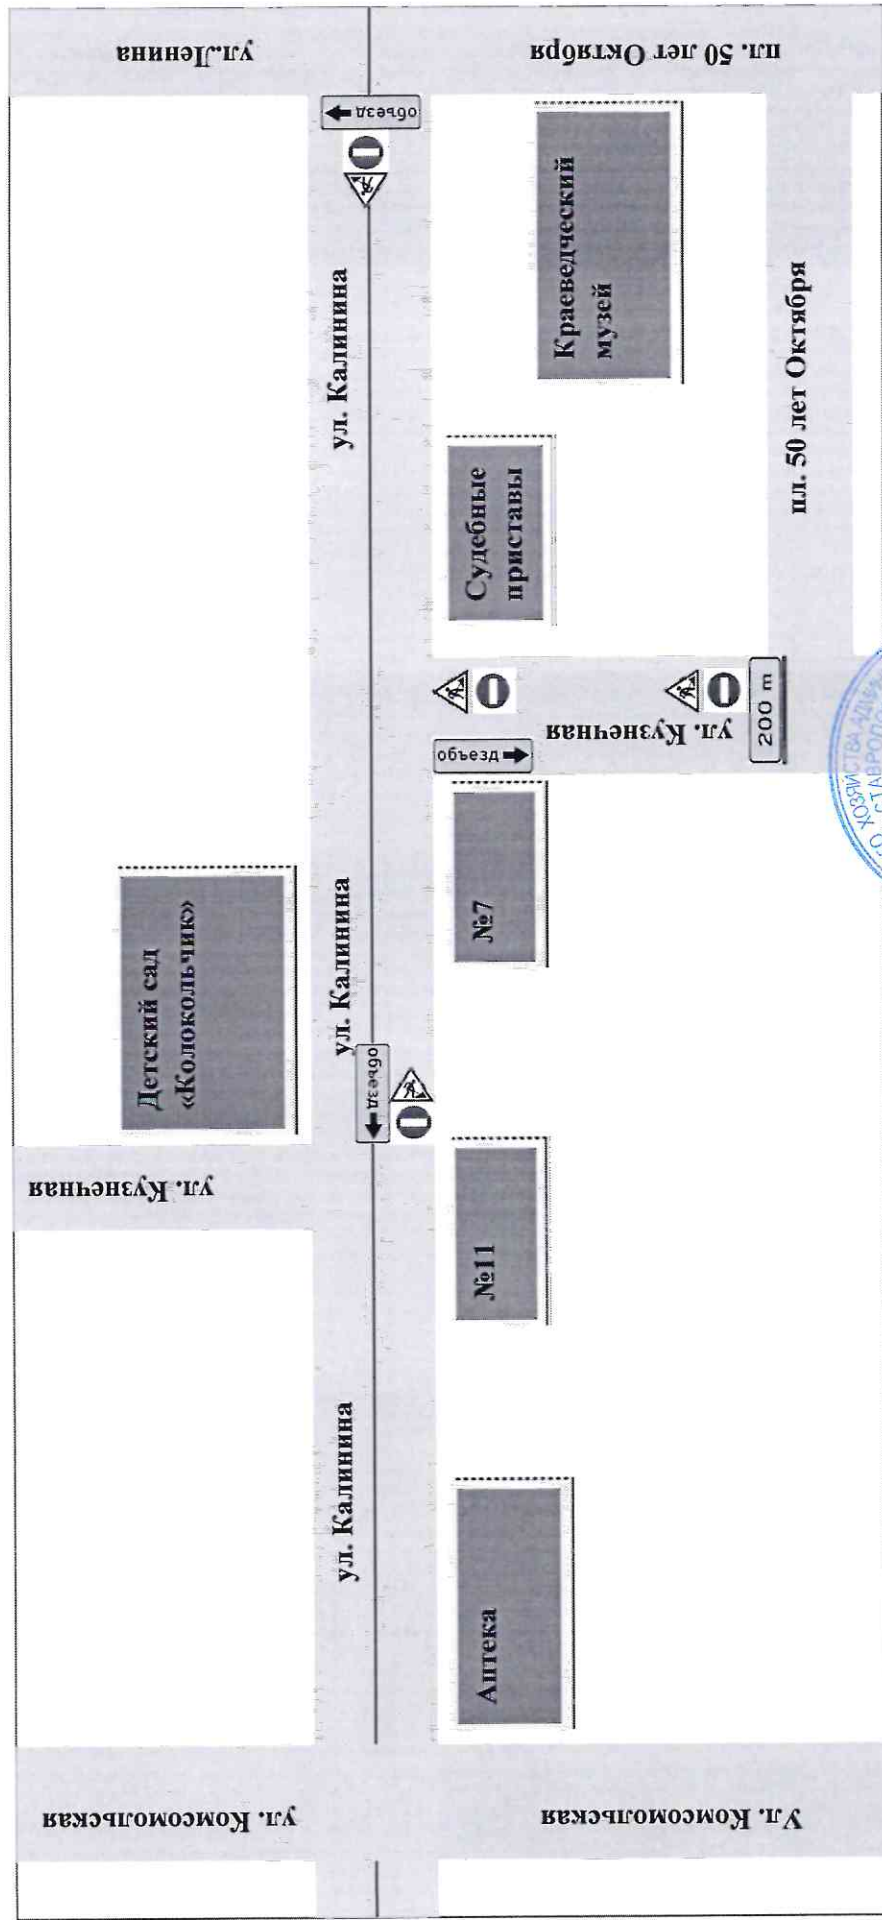 ул. Комсомольская
ул. Кузнечная
Детский сад
«Колокольчик»
ул.Ленина
ул. Калинина
ул. Калинина
ул. Калинина
объезд
объезд
Ул. Комсомольская
Аптека
№11
№7
объезд
ул. Кузнечная
200 m
Судебные
приставы
Краеведческий
музей
пл. 50 лет Октября
пл. 50 лет Октября